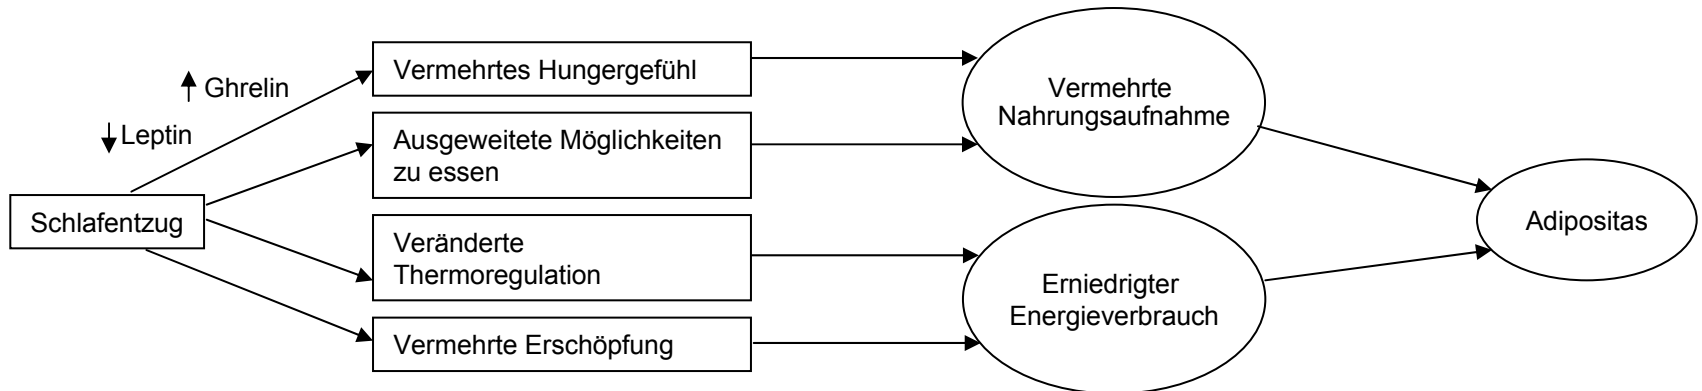 Vermehrtes Hungergefühl
Ghrelin
Leptin
Ausgeweitete Möglichkeiten
zu essen
Schlafentzug
Veränderte
Thermoregulation
Vermehrte Erschöpfung
Vermehrte
Nahrungsaufnahme
Erniedrigter
Energieverbrauch
Adipositas